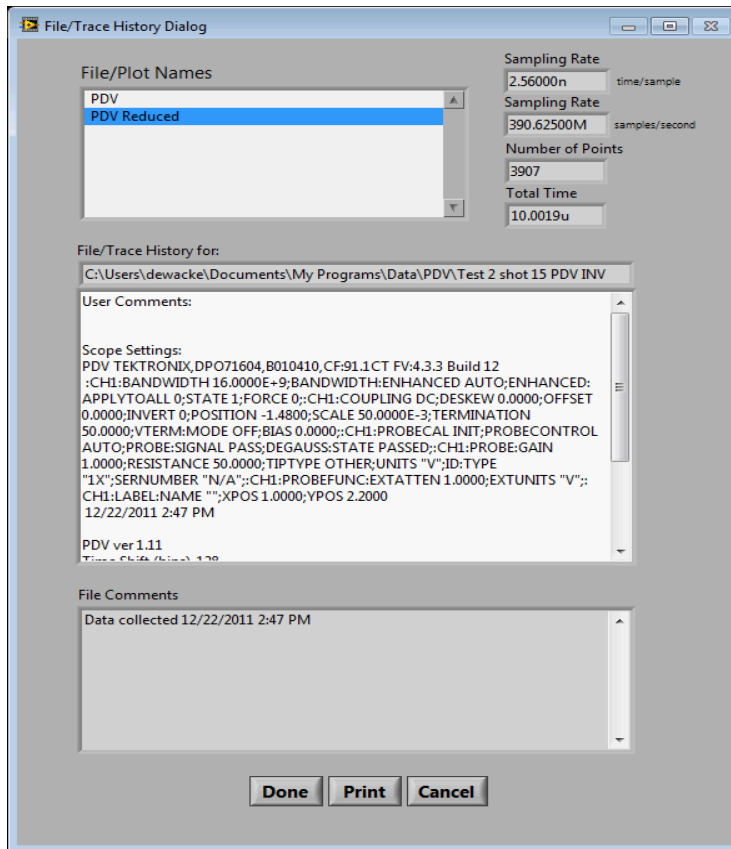 File/Trace History Dialog
File/Plot Names
PDV
PDV Reduced
Sampling Rate
2.56000n time/sample
Sampling Rate
390.62500M samples/second
Number of Points
3907
Total Time
10.0019u
File/Trace History for:
C:\Users\dewacke\Documents\My Programs\Data\PDV\Test 2 shot 15 PDV INV
User Comments:
Scope Settings:
PDV TEKTRONIX,DPO71604,B010410,CF:91.1CT FV:4.3.3 Build 12
:CH1:BANDWIDTH 16.0000E+9;BANDWIDTH:ENHANCED AUTO;ENHANCED:
APPLYTOALL 0;STATE 1;FORCE 0;:CH1:COUPLING DC;DESKEW 0.0000;OFFSET
0.0000;INVERT 0;POSITION -1.4800;SCALE 50.0000E-3;TERMINATION
50.0000;VTERM:MODE OFF;BIAS 0.0000;:CH1:PROBECAL INIT;PROBECONTROL
AUTO;PROBE:SIGNAL PASS;DEGAUSS:STATE PASSED;:CH1:PROBE:GAIN
1.0000;RESISTANCE 50.0000;TIPTYPE OTHER;UNITS "V";ID:TYPE
"1X";SERNUMBER "N/A";:CH1:PROBEFUNC:EXTATTEN 1.0000;EXTUNITS "V";:
CH1:LABEL:NAME "";XPOS 1.0000;YPOS 2.2000
12/22/2011 2:47 PM
PDV ver 1.11
Time Shift (bins) 128
File Comments
Data collected 12/22/2011 2:47 PM
Done Print Cancel